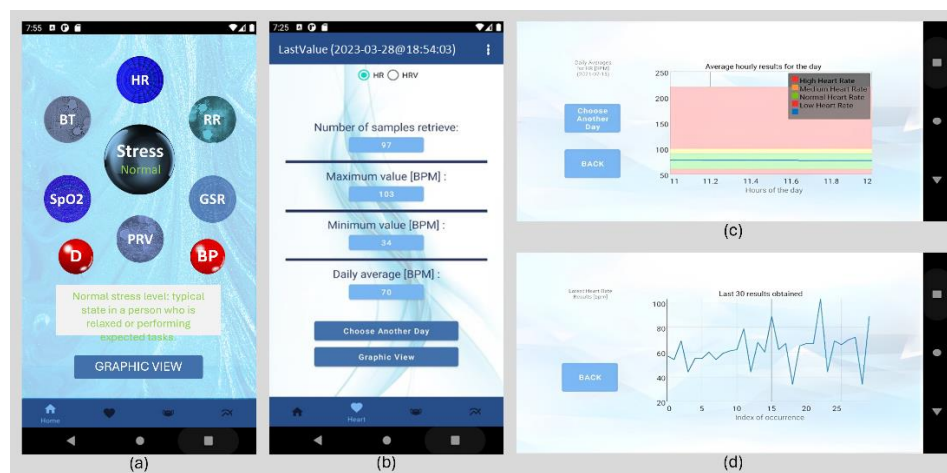 7:55
HR
BT
RR
Stress
Normal
SpO2
GSR
PRV
D
BP
Normal stress level: typical
state in a person who is
relaxed or performing
expected tasks.
GRAPHIC VIEW
Home
(a)
7:25
LastValue (2023-03-28@18:54:03)
HR HRV
Number of samples retrieve:
97
Maximum value [BPM] :
103
Minimum value [BPM] :
34
Daily average [BPM] :
70
Choose Another Day
Graphic View
Heart
(b)
Daily Averages
Choose
Another
Day
BACK
Average hourly results for the day
High Heart Rate
Medium Heart Rate
Normal Heart Rate
Low Heart Rate
250
200
150
100
50
11 11.2 11.4 11.6 11.8 12
Hours of the day
(c)
Latest Heart Rate
Results [bpm]
BACK
Last 30 results obtained
100
80
60
40
20
0 5 10 15 20 25
Index of occurrence
(d)